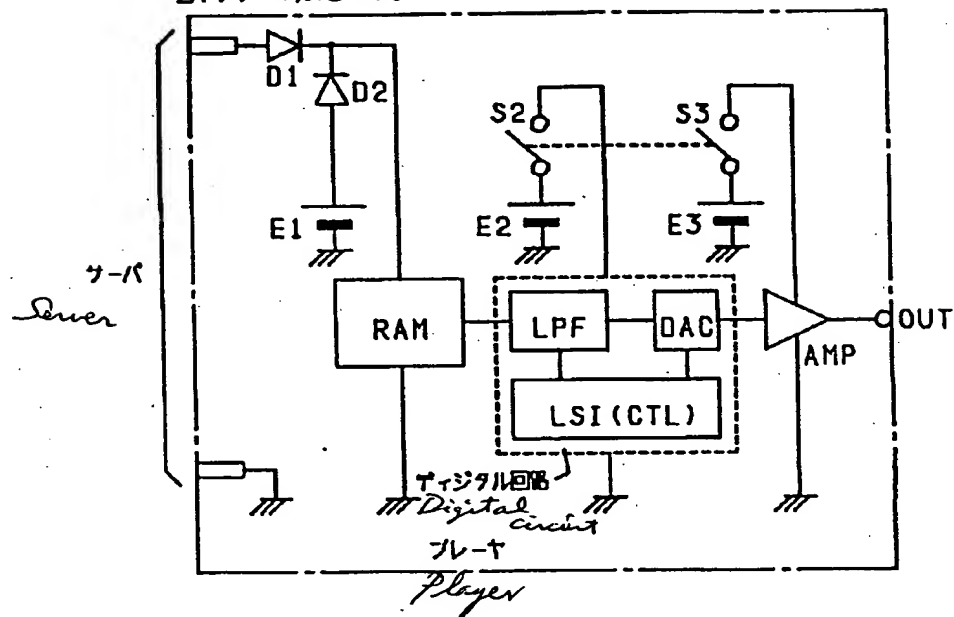 D1
D2
S2
S3
E1
E2
E3
サーバ
Server
RAM
LPF
DAC
OUT
AMP
LSI(CTL)
ディジタル回路
Digital
circuit
プレーヤ
Player